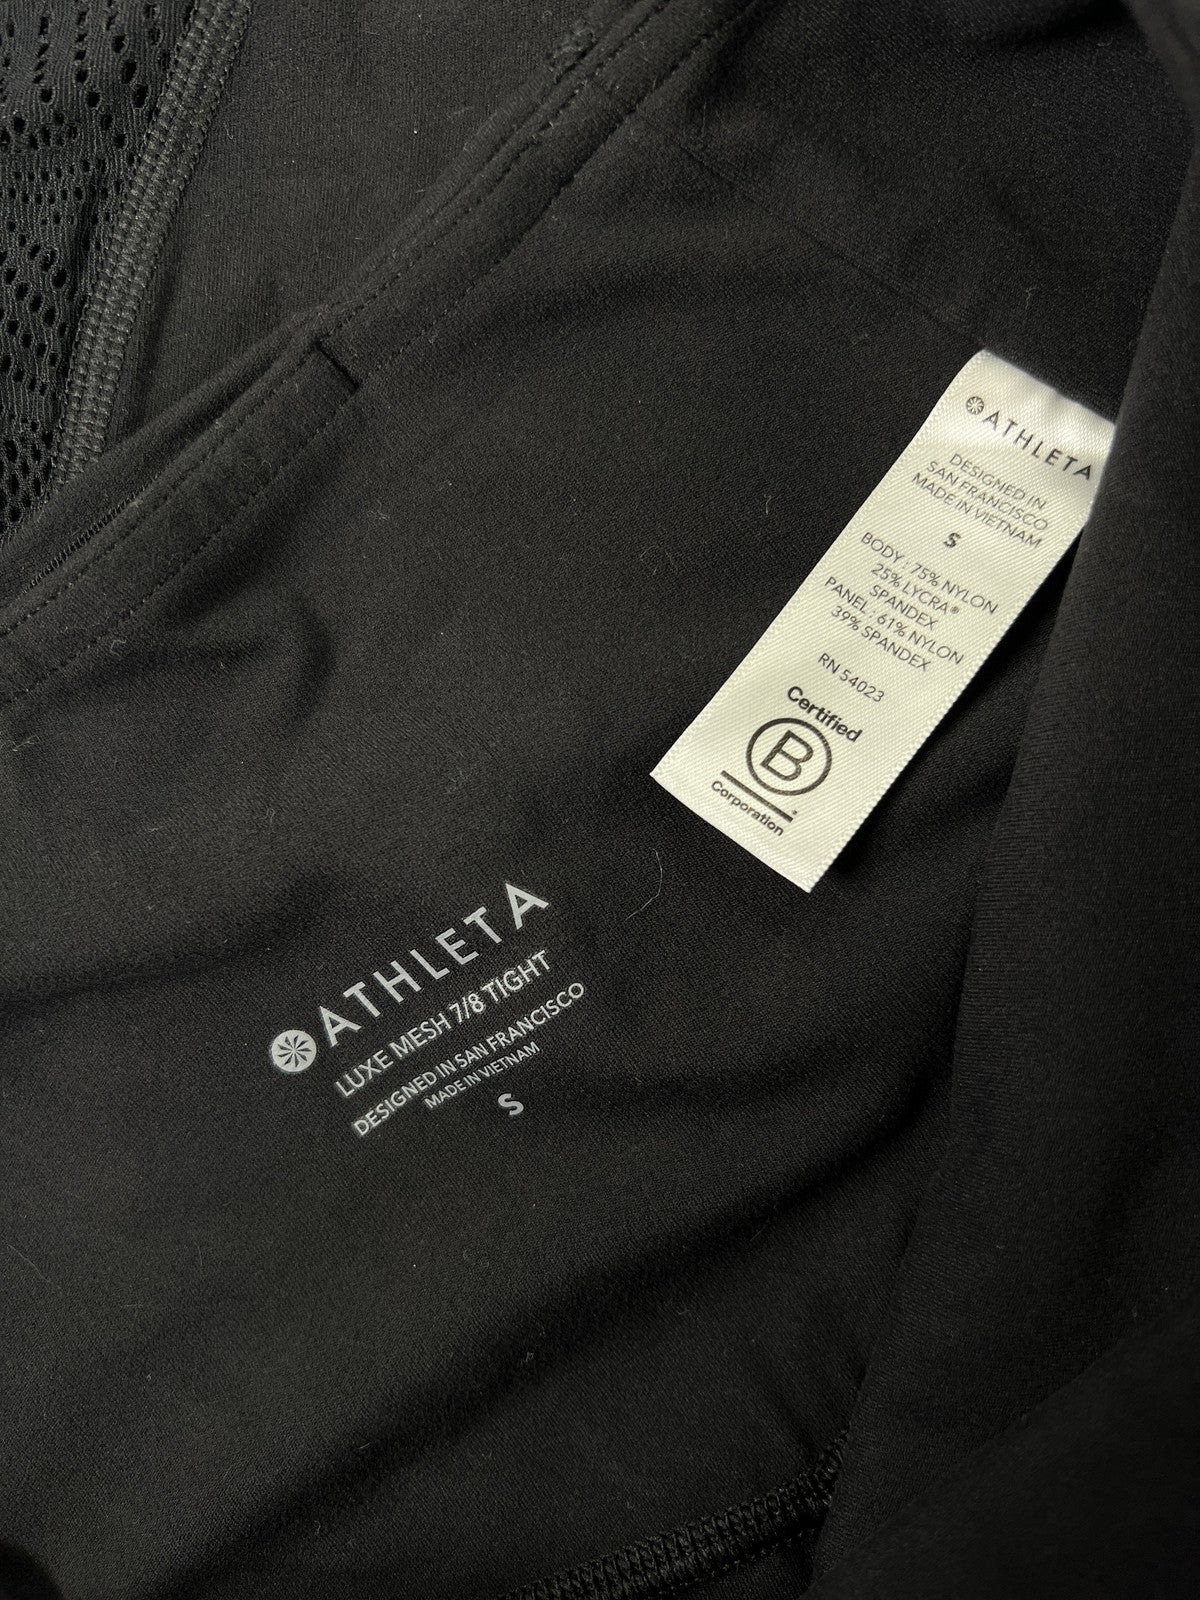 ATHLETA
DESIGNED IN
SAN FRANCISCO
MADE IN VIETNAM
S
BODY : 75% NYLON
25% LYCRA®
SPANDEX
PANEL : 61% NYLON
39% SPANDEX
RN 54023
Certified
B
Corporation
ATHLETA
LUXE MESH 7/8 TIGHT
DESIGNED IN SAN FRANCISCO
MADE IN VIETNAM
S